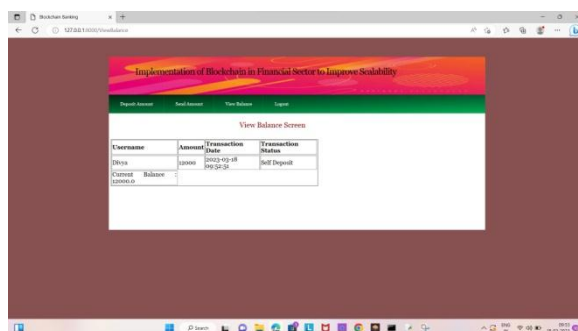 Blockchain Banking
127.0.0.1:8000/ViewBalance
Implementation of Blockchain in Financial Sector to Improve Scalability
Deposit Amount Send Amount View Balance Logout
View Balance Screen
Username Amount Transaction Date Transaction Status
Divya 12000 2023-03-18 09:52:51 Self Deposit
Current Balance : 12000.0
Search
ENG